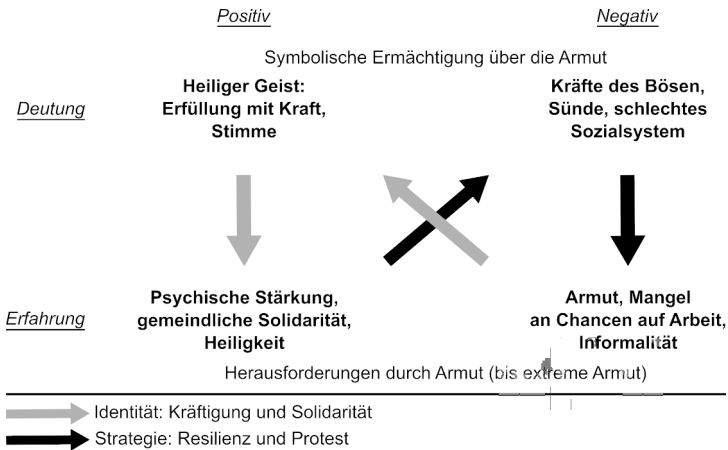 Positiv Negativ
Symbolische Ermächtigung über die Armut
Heiliger Geist: Kräfte des Bösen,
Deutung Erfüllung mit Kraft, Sünde, schlechtes
Stimme Sozialsystem
Psychische Stärkung, Armut, Mangel
Erfahrung gemeindliche Solidarität, an Chancen auf Arbeit,
Heiligkeit Informalität
Herausforderungen durch Armut (bis extreme Armut)
Identität: Kräftigung und Solidarität
Strategie: Resilienz und Protest